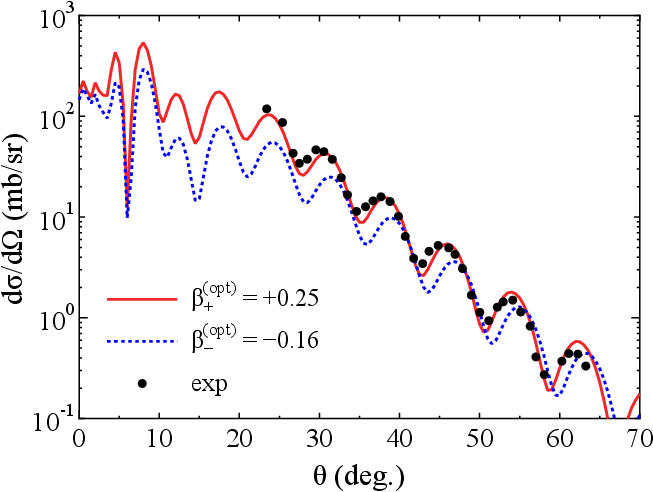 10³
10²
10¹
10⁰
10⁻¹
dσ/dΩ (mb/sr)
β₊⁽ᵒᵖᵗ⁾ = +0.25
β₋⁽ᵒᵖᵗ⁾ = −0.16
exp
0 10 20 30 40 50 60 70
θ (deg.)